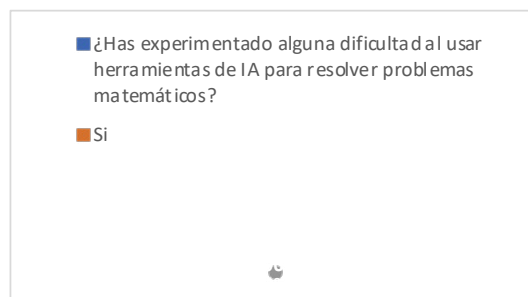 ¿Has experimentado alguna dificultad al usar
herramientas de IA para resolver problemas
matemáticos?
Si